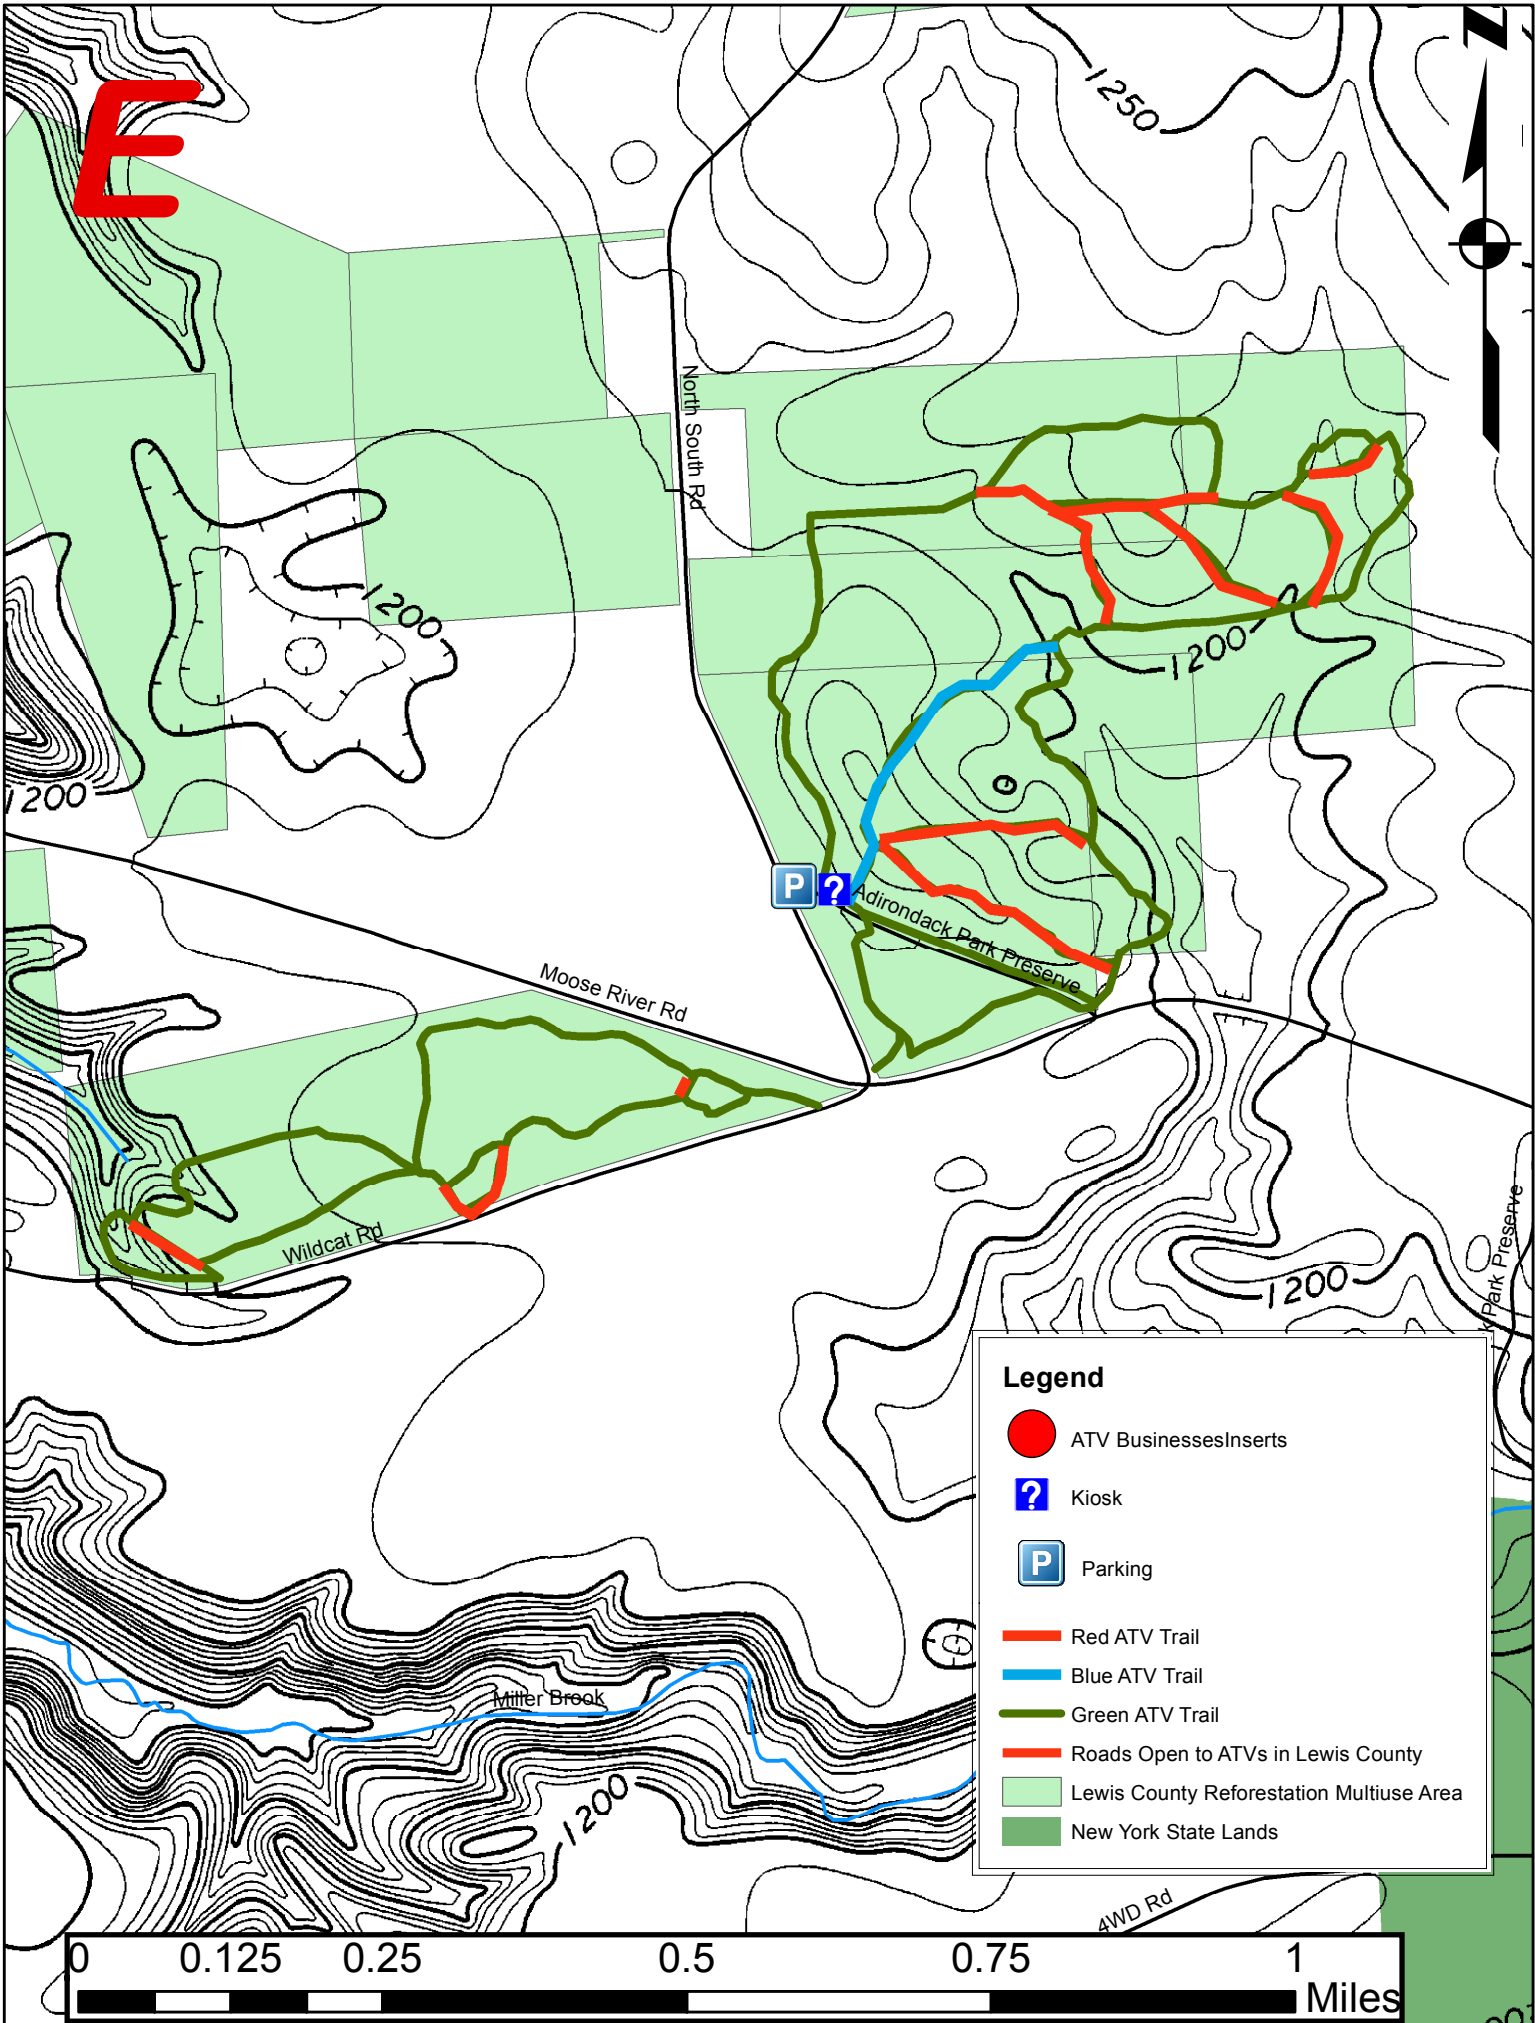 E
N
1250
North South Rd
1200
1200
1200
P
?
Adirondack Park Preserve
Moose River Rd
Wildcat Rd
Park Preserve
1200
Legend
ATV BusinessesInserts
?
Kiosk
P
Parking
Red ATV Trail
Blue ATV Trail
Green ATV Trail
Roads Open to ATVs in Lewis County
Lewis County Reforestation Multiuse Area
New York State Lands
Miller Brook
1200
4WD Rd
0 0.125 0.25 0.5 0.75 1
Miles